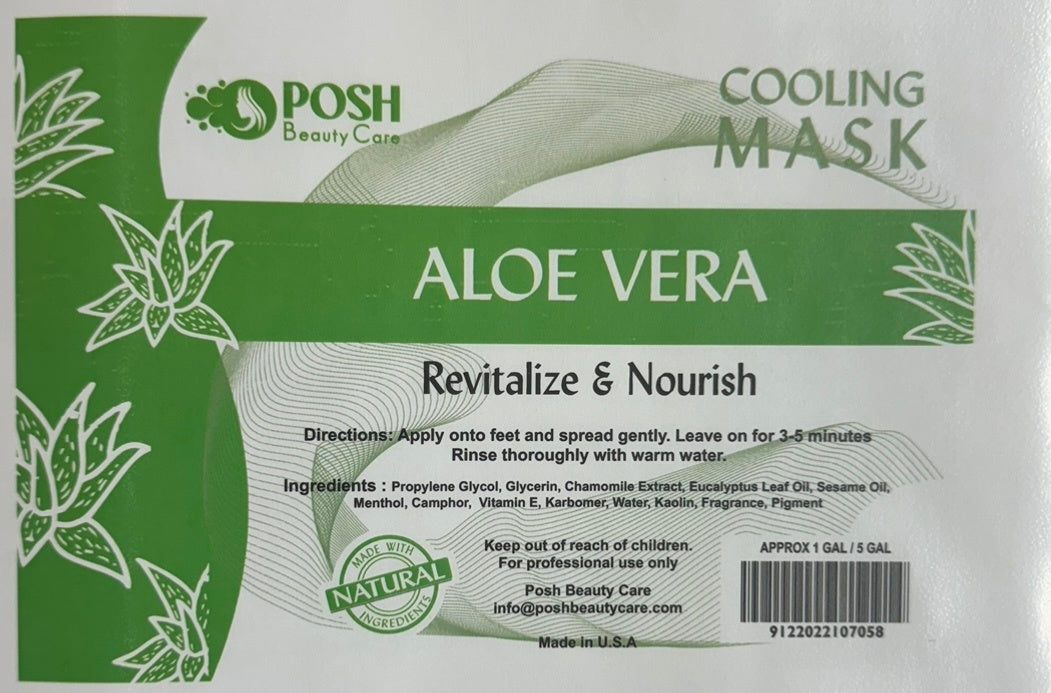 POSH
Beauty Care
COOLING
MASK
ALOE VERA
Revitalize & Nourish
Directions: Apply onto feet and spread gently. Leave on for 3-5 minutes
Rinse thoroughly with warm water.
Ingredients : Propylene Glycol, Glycerin, Chamomile Extract, Eucalyptus Leaf Oil, Sesame Oil,
Menthol, Camphor, Vitamin E, Karbomer, Water, Kaolin, Fragrance, Pigment
MADE WITH
NATURAL
INGREDIENTS
Keep out of reach of children.
For professional use only
Posh Beauty Care
info@poshbeautycare.com
Made in U.S.A
APPROX 1 GAL / 5 GAL
9122022107058